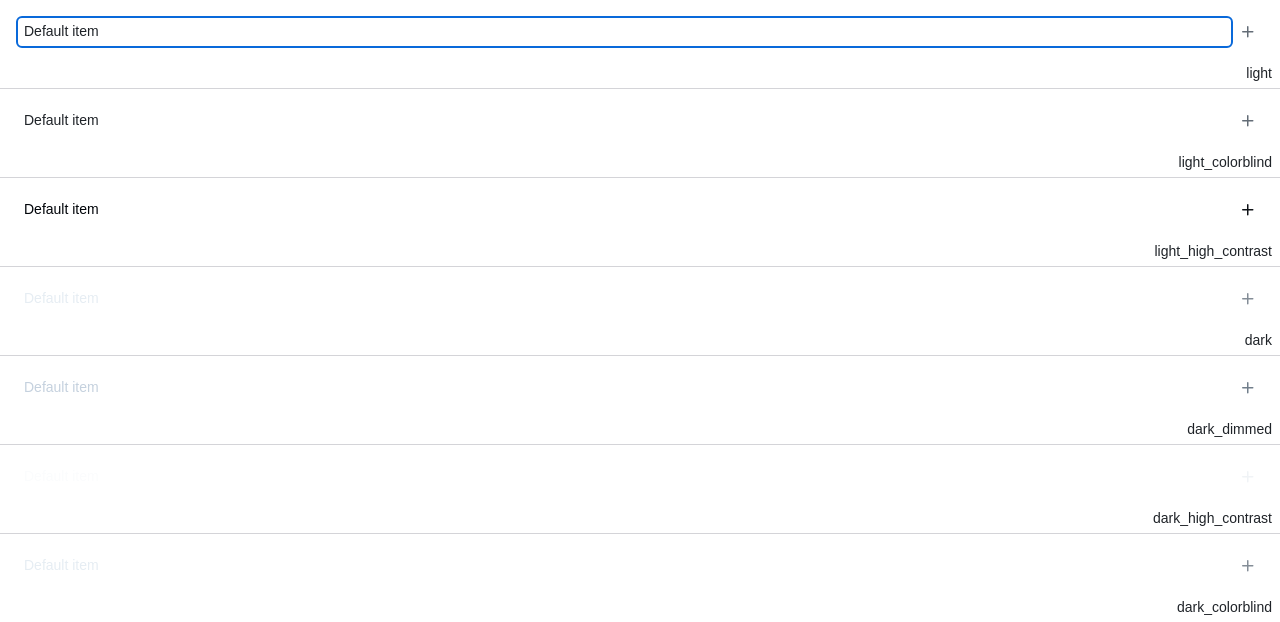 Default item
light
Default item
light_colorblind
Default item
light_high_contrast
Default item
dark
Default item
dark_dimmed
dark_high_contrast
Default item
dark_colorblind